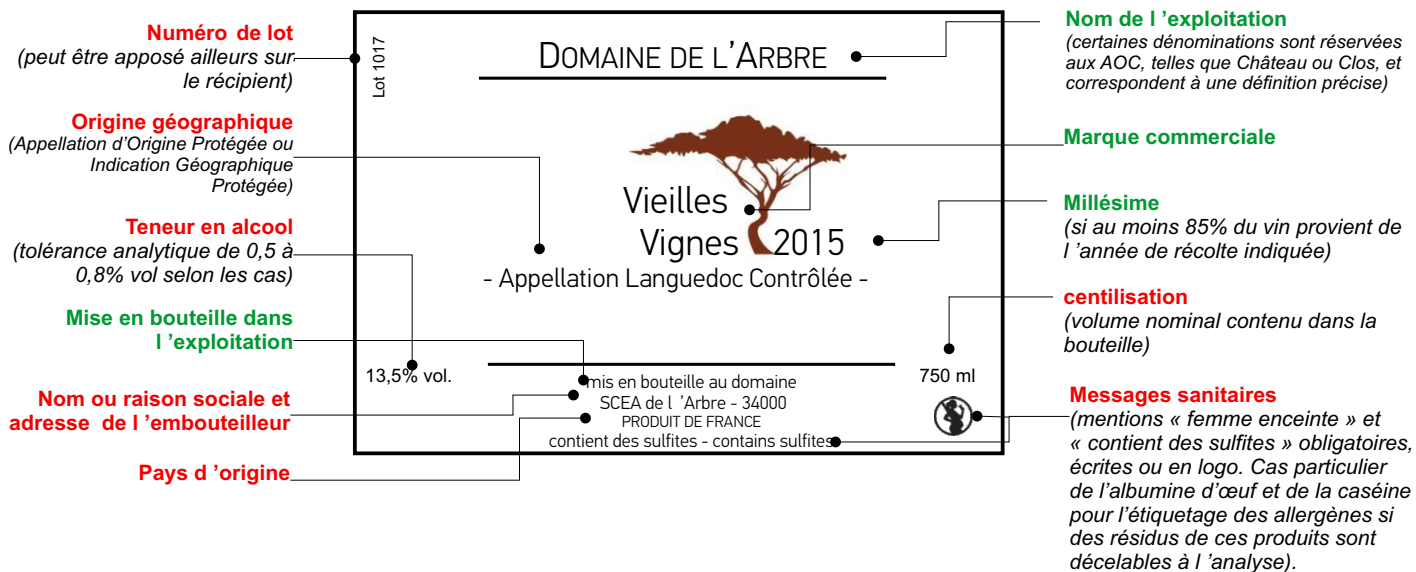 Numéro de lot
(peut être apposé ailleurs sur
le récipient)
Origine géographique
(Appellation d'Origine Protégée ou
Indication Géographique
Protégée)
Teneur en alcool
(tolérance analytique de 0,5 à
0,8% vol selon les cas)
Mise en bouteille dans
l 'exploitation
Nom ou raison sociale et
adresse de l 'embouteilleur
Pays d 'origine
Lot 1017
DOMAINE DE L'ARBRE
Vieilles
Vignes 2015
- Appellation Languedoc Contrôlée -
13,5% vol.
750 ml
mis en bouteille au domaine
SCEA de l 'Arbre - 34000
PRODUIT DE FRANCE
contient des sulfites - contains sulfites
Nom de l 'exploitation
(certaines dénominations sont réservées
aux AOC, telles que Château ou Clos, et
correspondent à une définition précise)
Marque commerciale
Millésime
(si au moins 85% du vin provient de
l 'année de récolte indiquée)
centilisation
(volume nominal contenu dans la
bouteille)
Messages sanitaires
(mentions « femme enceinte » et
« contient des sulfites » obligatoires,
écrites ou en logo. Cas particulier
de l'albumine d'œuf et de la caséine
pour l'étiquetage des allergènes si
des résidus de ces produits sont
décelables à l 'analyse).